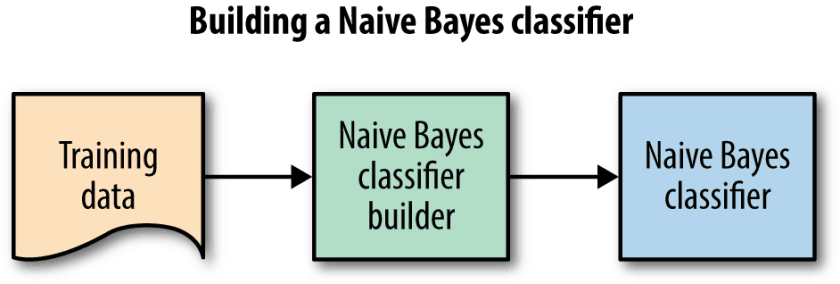 Building a Naive Bayes classifier
Training
data
Naive Bayes
classifier
builder
Naive Bayes
classifier